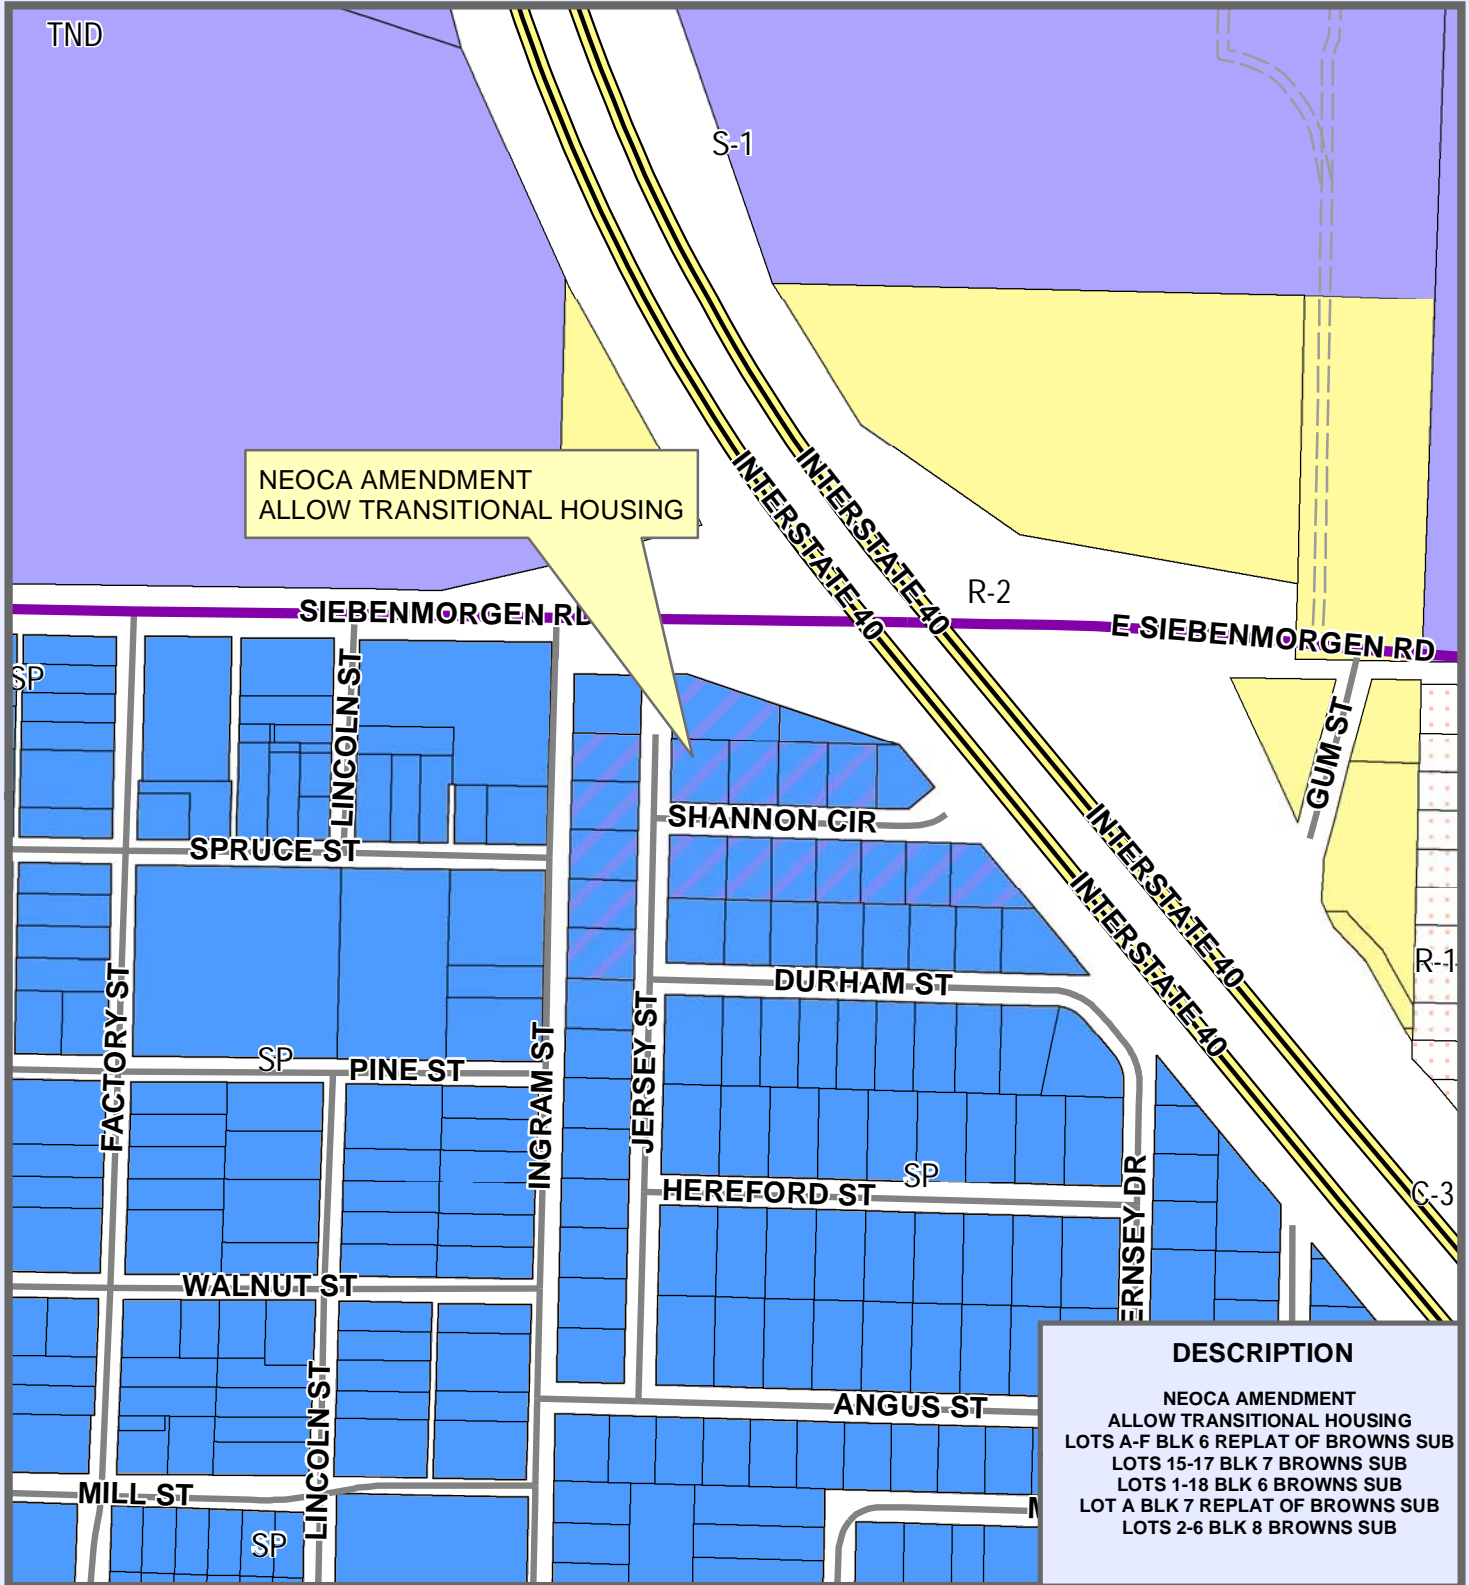 TND
S-1
NEOCA AMENDMENT
ALLOW TRANSITIONAL HOUSING
INTERSTATE 40
INTERSTATE 40
R-2
SIEBENMORGEN RD
E SIEBENMORGEN RD
SP
LINCOLN ST
GUM ST
SHANNON CIR
SPRUCE ST
INTERSTATE 40
INTERSTATE 40
R-1
DURHAM ST
FACTORY ST
JERSEY ST
INGRAM ST
SP
PINE ST
SP
HEREFORD ST
ERNSEY DR
C-3
WALNUT ST
LINCOLN ST
ANGUS ST
MILL ST
SP
DESCRIPTION
NEOCA AMENDMENT
ALLOW TRANSITIONAL HOUSING
LOTS A-F BLK 6 REPLAT OF BROWNS SUB
LOTS 15-17 BLK 7 BROWNS SUB
LOTS 1-18 BLK 6 BROWNS SUB
LOT A BLK 7 REPLAT OF BROWNS SUB
LOTS 2-6 BLK 8 BROWNS SUB